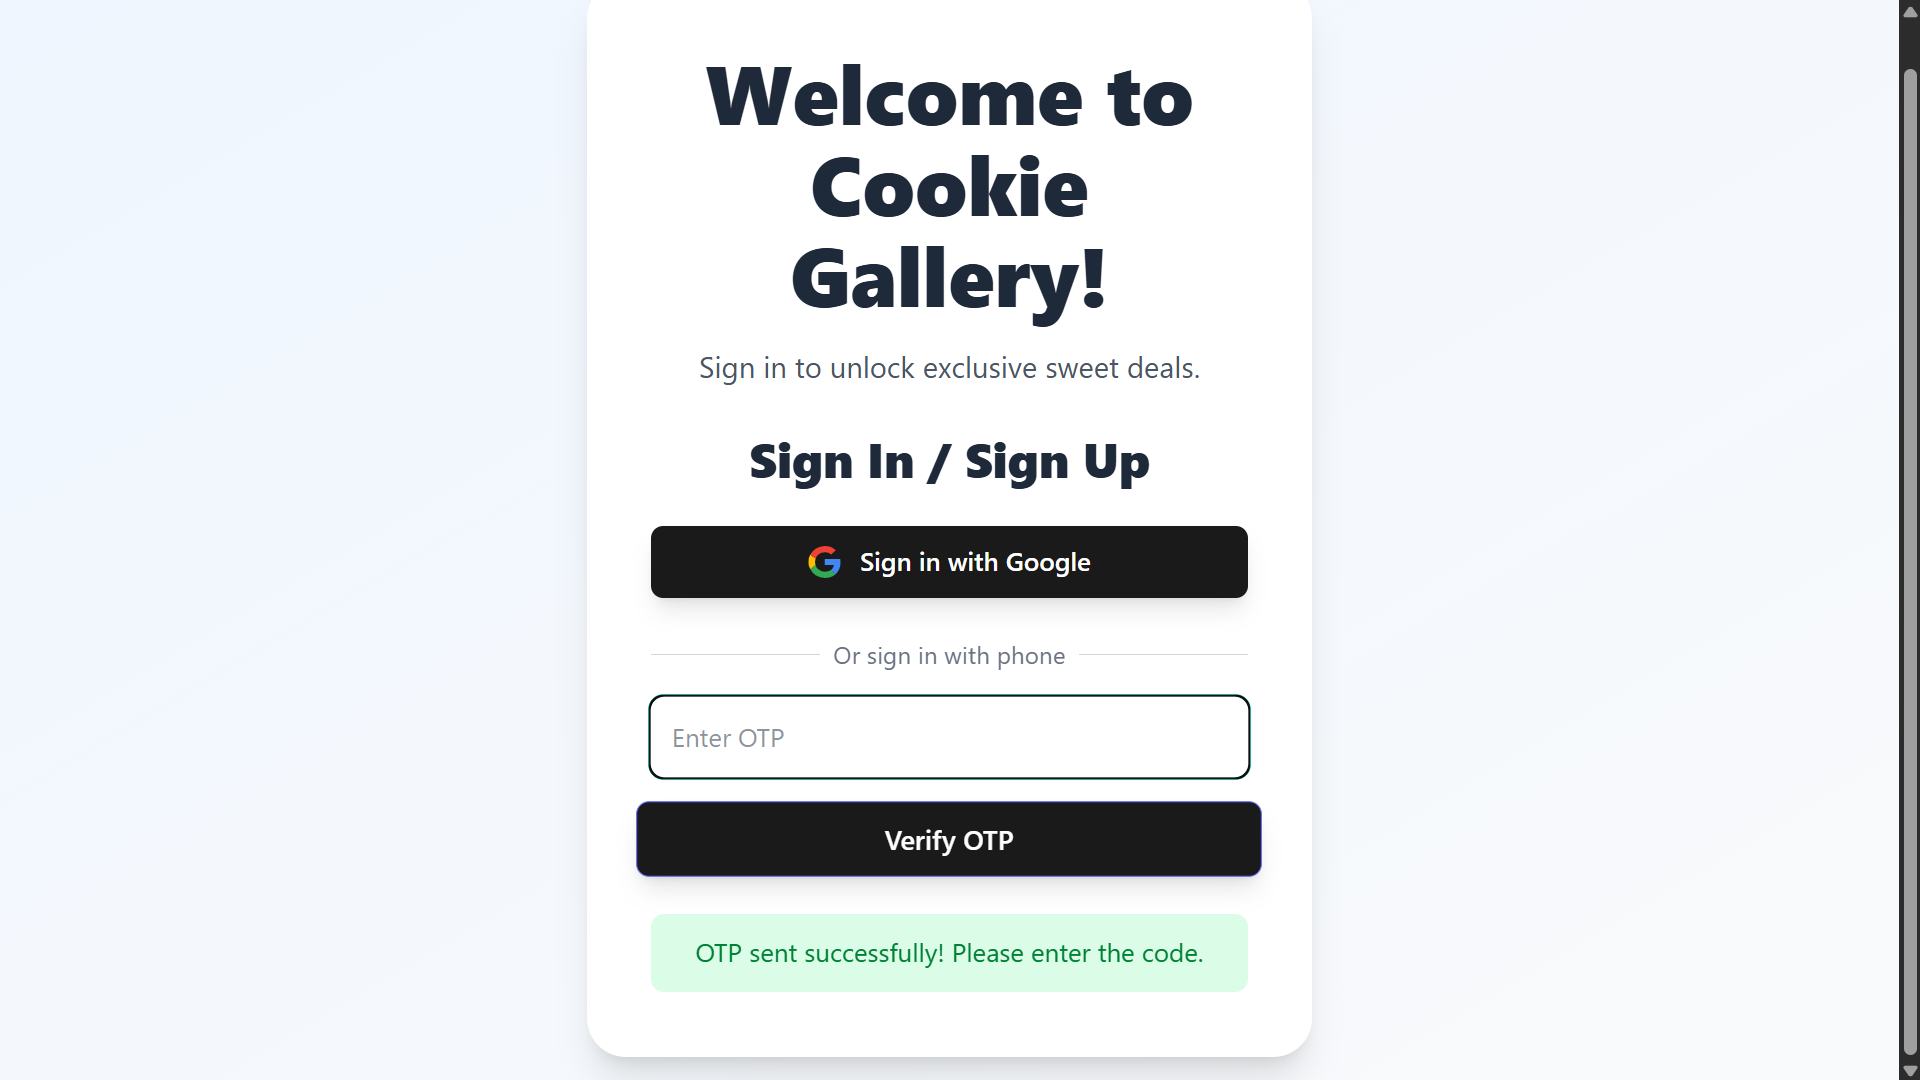 Welcome to
Cookie
Gallery!
Sign in to unlock exclusive sweet deals.
Sign In / Sign Up
Sign in with Google
Or sign in with phone
Enter OTP
Verify OTP
OTP sent successfully! Please enter the code.